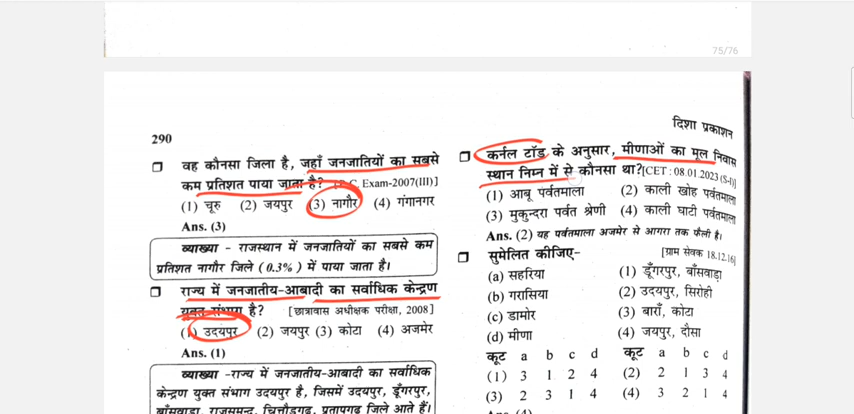 75/76
290
दिशा प्रकाशन
❑ वह कौनसा जिला है, जहाँ जनजातियों का सबसे
कम प्रतिशत पाया जाता है? Exam-2007(III)]
(1) चूरु (2) जयपुर (3) नागौर (4) गंगानगर
Ans. (3)
व्याख्या - राजस्थान में जनजातियों का सबसे कम
प्रतिशत नागौर जिले (0.3%) में पाया जाता है।
❑ राज्य में जनजातीय-आबादी का सर्वाधिक केन्द्रण
युक्त संभाग है? [छात्रावास अधीक्षक परीक्षा, 2008]
(1) उदयपुर (2) जयपुर (3) कोटा (4) अजमेर
Ans. (1)
व्याख्या -राज्य में जनजातीय-आबादी का सर्वाधिक
केन्द्रण युक्त संभाग उदयपुर है, जिसमें उदयपुर, डूँगरपुर,
बाँसवाड़ा, राजसमन्द, चित्तौड़गढ़, प्रतापगढ़ जिले आते हैं।
❑ कर्नल टॉड के अनुसार, मीणाओं का मूल निवास
स्थान निम्न में से कौनसा था?[CET : 08.01.2023 (S-I)]
(1) आबू पर्वतमाला (2) काली खोह पर्वतमाला
(3) मुकुन्दरा पर्वत श्रेणी (4) काली घाटी पर्वतमाला
Ans. (2) यह पर्वतमाला अजमेर से आगरा तक फैली है।
❑ सुमेलित कीजिए- [ग्राम सेवक 18.12.16]
(a) सहरिया (1) डूँगरपुर, बाँसवाड़ा
(b) गरासिया (2) उदयपुर, सिरोही
(c) डामोर (3) बाराँ, कोटा
(d) मीणा (4) जयपुर, दौसा
कूट a b c d कूट a b c d
(1) 3 1 2 4 (2) 2 1 3 4
(3) 2 3 1 4 (4) 3 2 1 4
Ans. (4)